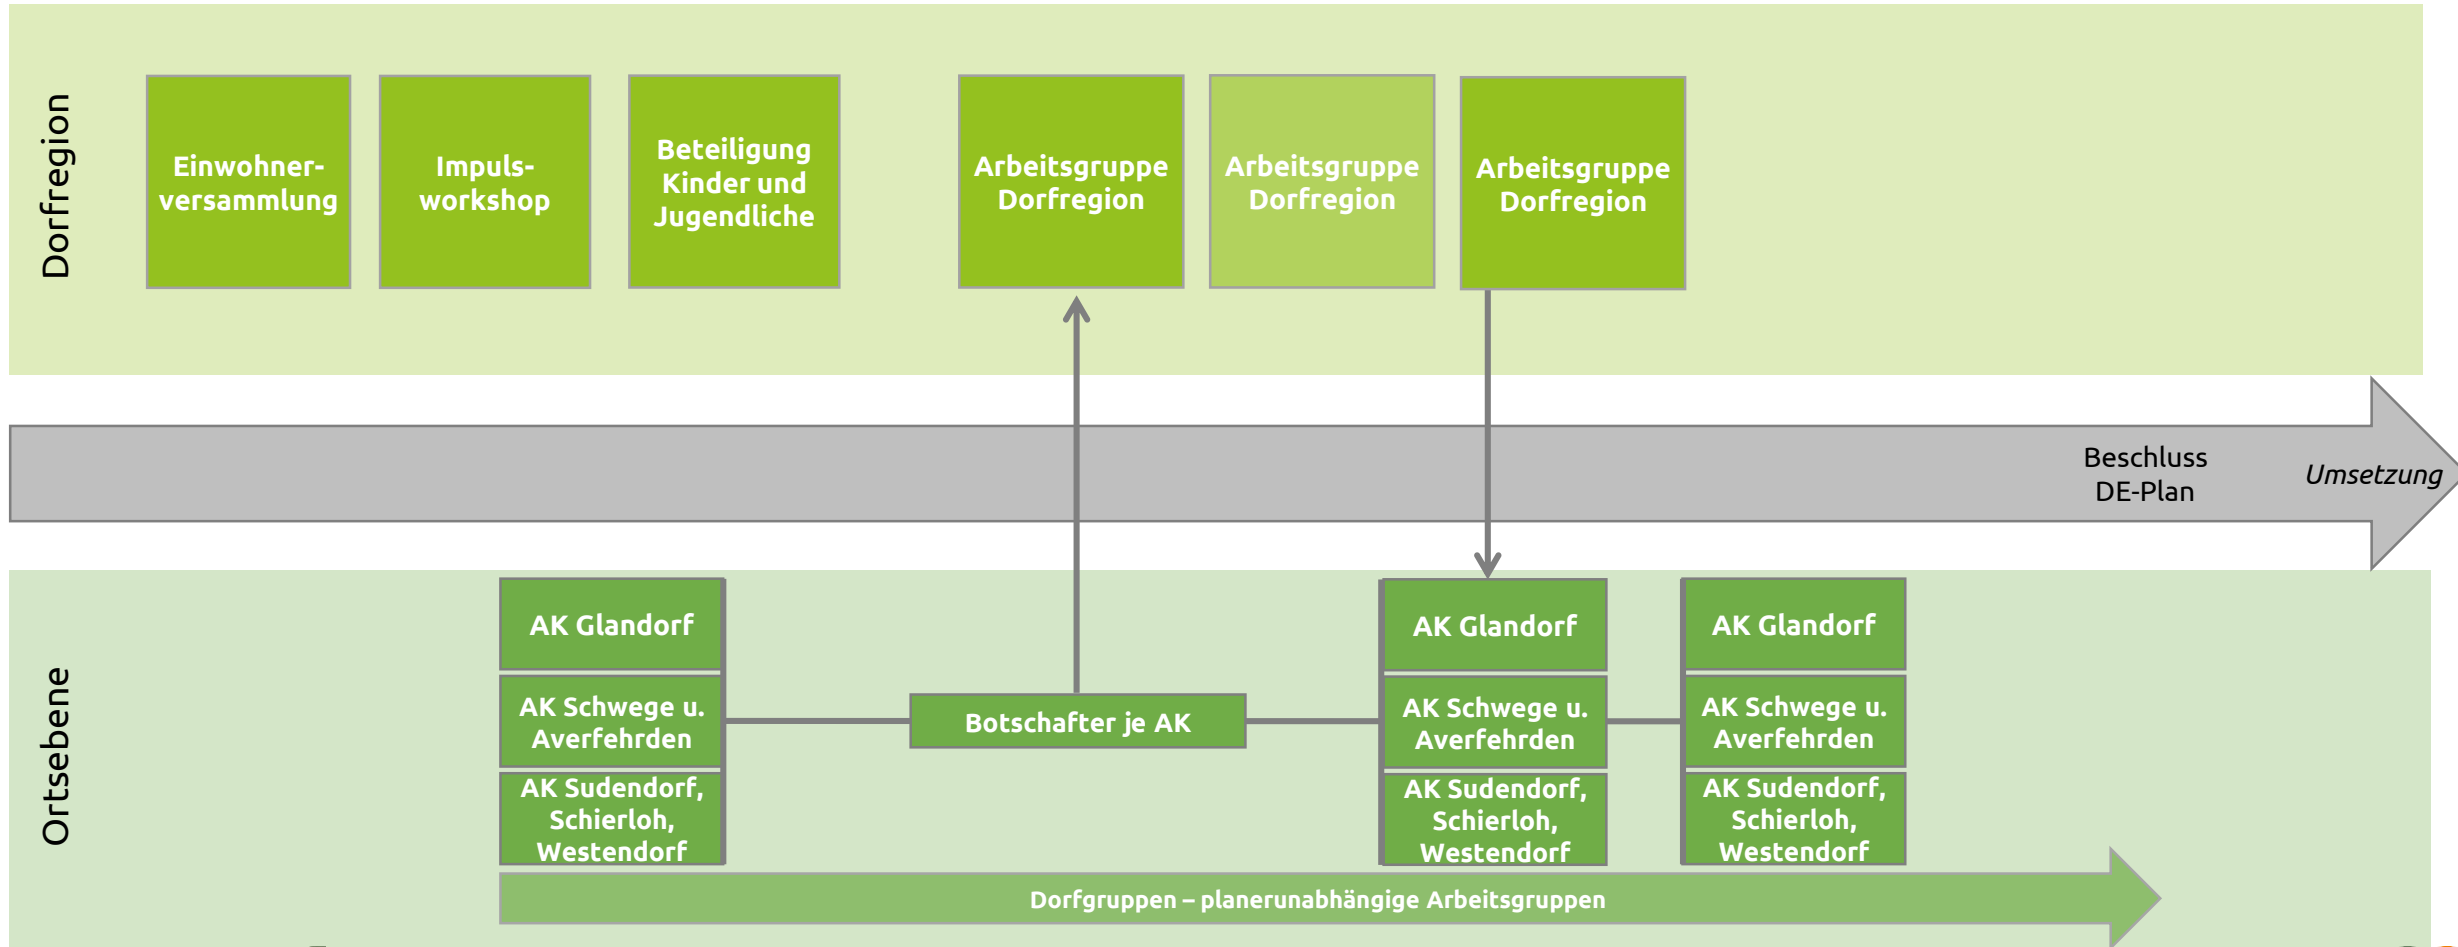 Dorfregion
Einwohner-
versammlung
Impuls-
workshop
Beteiligung
Kinder und
Jugendliche
Arbeitsgruppe
Dorfregion
Arbeitsgruppe
Dorfregion
Arbeitsgruppe
Dorfregion
Beschluss
DE-Plan
Umsetzung
Ortsebene
AK Glandorf
AK Schwege u.
Averfehrden
AK Sudendorf,
Schierloh,
Westendorf
Botschafter je AK
AK Glandorf
AK Schwege u.
Averfehrden
AK Sudendorf,
Schierloh,
Westendorf
AK Glandorf
AK Schwege u.
Averfehrden
AK Sudendorf,
Schierloh,
Westendorf
Dorfgruppen – planerunabhängige Arbeitsgruppen